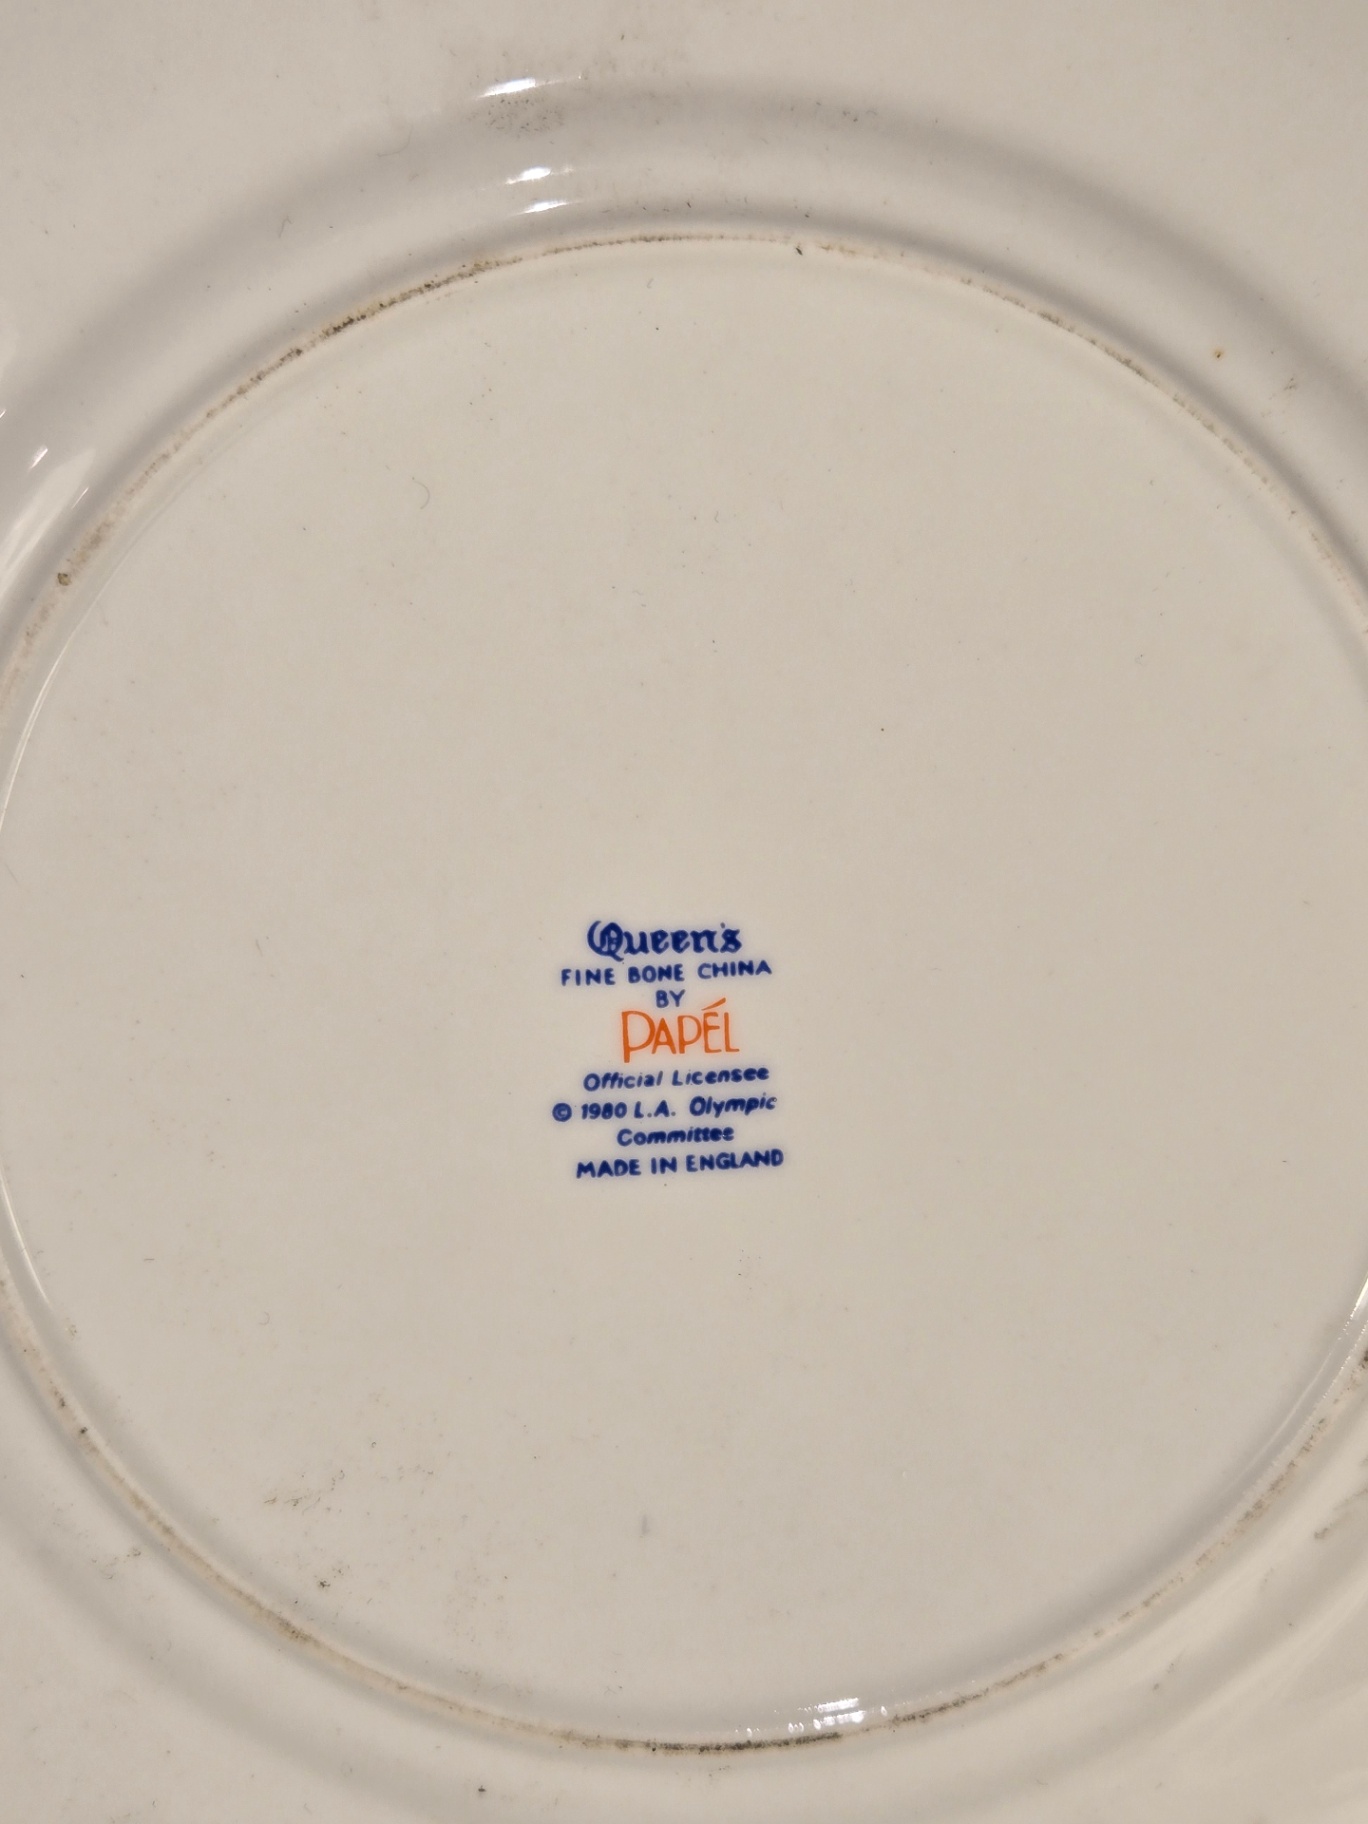 Queen's
FINE BONE CHINA
BY
PAPÉL
Official Licensee
© 1980 L.A. Olympic
Committee
MADE IN ENGLAND